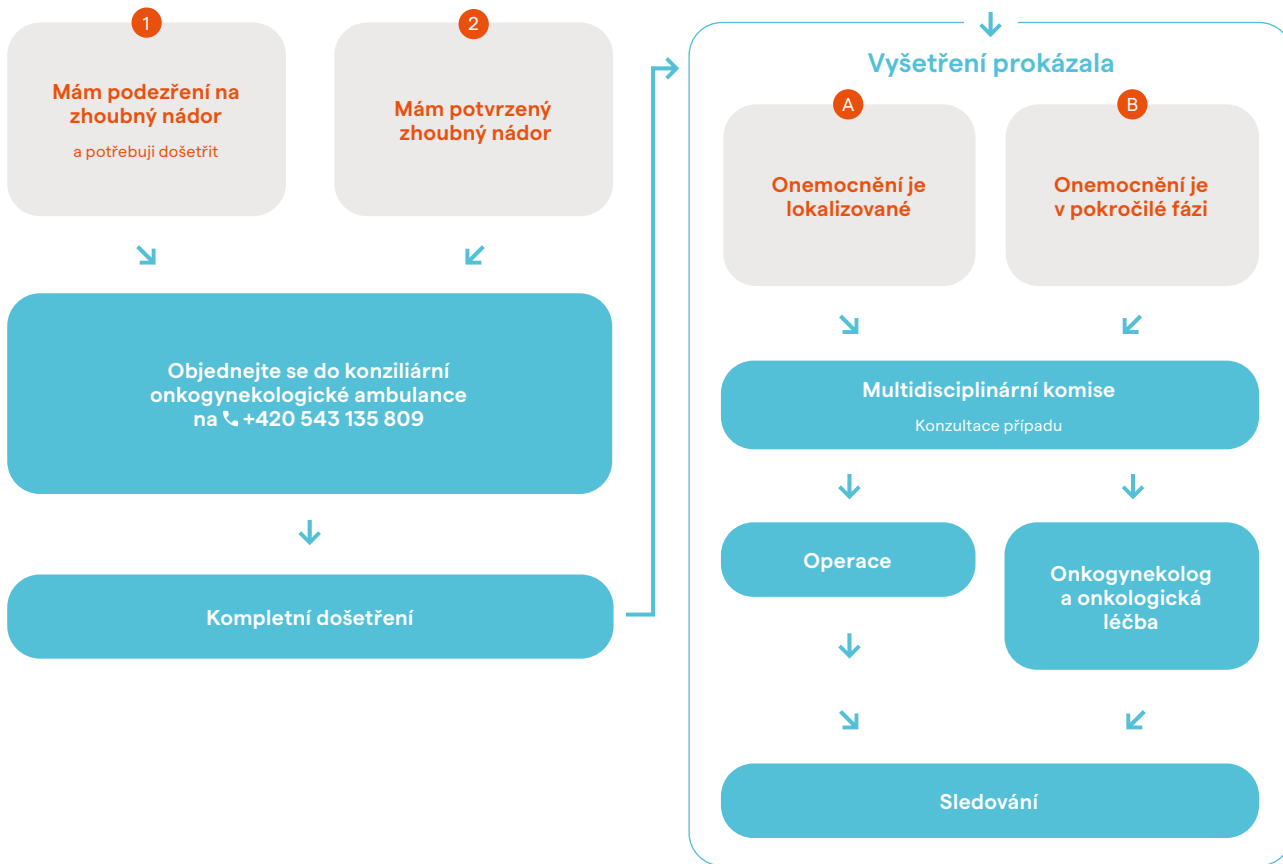 1
Mám podezření na
zhoubný nádor
a potřebuji došetřit
2
Mám potvrzený
zhoubný nádor
Objednejte se do konziliární
onkogynekologické ambulance
na +420 543 135 809
Kompletní došetření
Vyšetření prokázala
A
Onemocnění je
lokalizované
B
Onemocnění je
v pokročilé fázi
Multidisciplinární komise
Konzultace případu
Operace
Onkogynekolog
a onkologická
léčba
Sledování